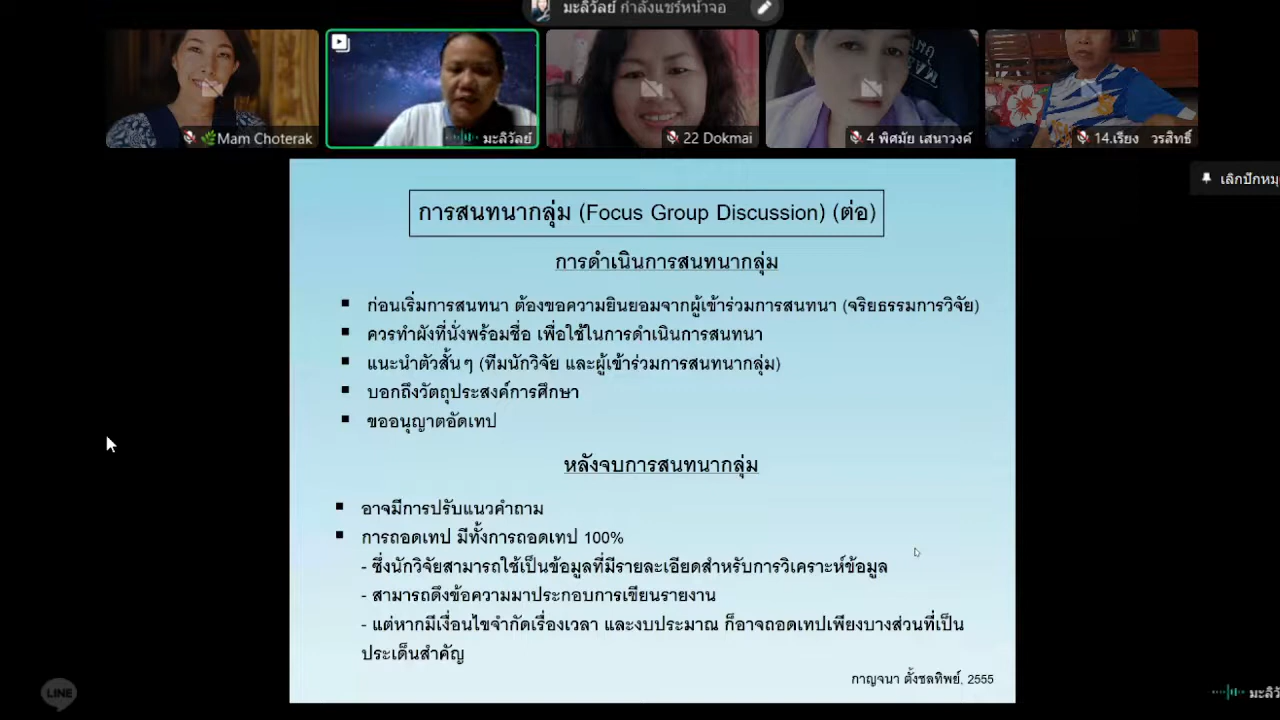 มะลิวัลย์ กำลังแชร์หน้าจอ
Mam Choterak
มะลิวัลย์
22 Dokmai
4 พิศมัย เสนาวงค์
14.เรียง วรสิทธิ์
เลิกปักหมุ
การสนทนากลุ่ม (Focus Group Discussion) (ต่อ)
การดำเนินการสนทนากลุ่ม
▪ ก่อนเริ่มการสนทนา ต้องขอความยินยอมจากผู้เข้าร่วมการสนทนา (จริยธรรมการวิจัย)
▪ ควรทำผังที่นั่งพร้อมชื่อ เพื่อใช้ในการดำเนินการสนทนา
▪ แนะนำตัวสั้นๆ (ทีมนักวิจัย และผู้เข้าร่วมการสนทนากลุ่ม)
▪ บอกถึงวัตถุประสงค์การศึกษา
▪ ขออนุญาตอัดเทป
หลังจบการสนทนากลุ่ม
▪ อาจมีการปรับแนวคำถาม
▪ การถอดเทป มีทั้งการถอดเทป 100%
- ซึ่งนักวิจัยสามารถใช้เป็นข้อมูลที่มีรายละเอียดสำหรับการวิเคราะห์ข้อมูล
- สามารถดึงข้อความมาประกอบการเขียนรายงาน
- แต่หากมีเงื่อนไขจำกัดเรื่องเวลา และงบประมาณ ก็อาจถอดเทปเพียงบางส่วนที่เป็น
ประเด็นสำคัญ
กาญจนา ตั้งชลทิพย์, 2555
LINE
มะลิวั